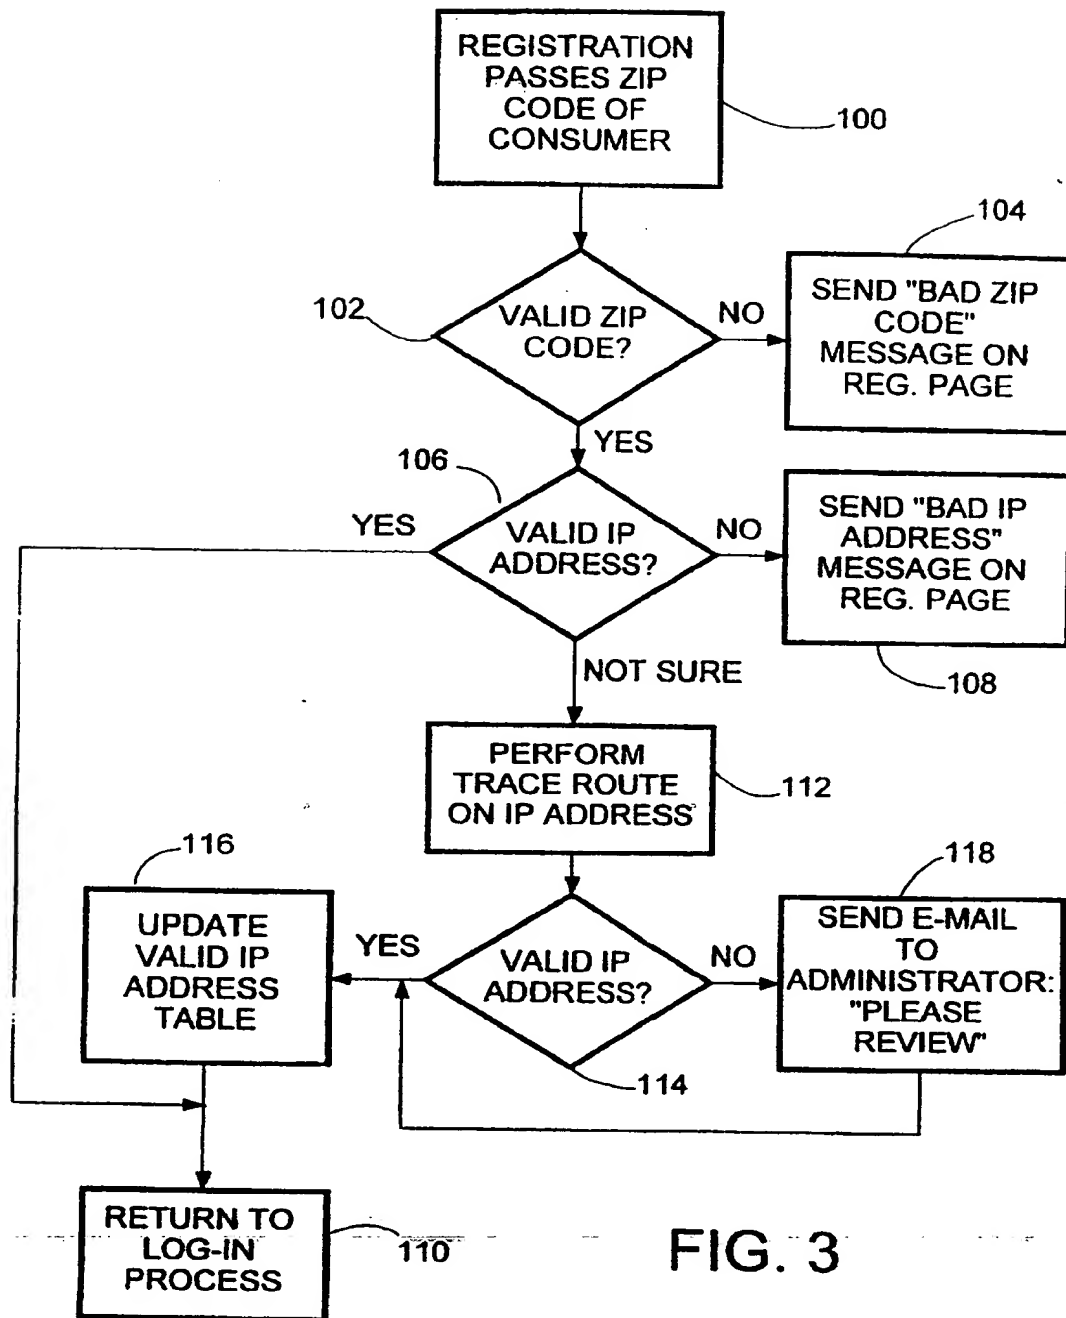 REGISTRATION
PASSES ZIP
CODE OF
CONSUMER
100
104
SEND "BAD ZIP
CODE"
MESSAGE ON
REG. PAGE
102
VALID ZIP
CODE?
NO
YES
106
YES
VALID IP
ADDRESS?
NO
SEND "BAD IP
ADDRESS"
MESSAGE ON
REG. PAGE
108
NOT SURE
PERFORM
TRACE ROUTE
ON IP ADDRESS
112
116
UPDATE
VALID IP
ADDRESS
TABLE
YES
VALID IP
ADDRESS?
NO
114
118
SEND E-MAIL
TO
ADMINISTRATOR:
"PLEASE
REVIEW"
RETURN TO
LOG-IN
PROCESS
110
FIG. 3